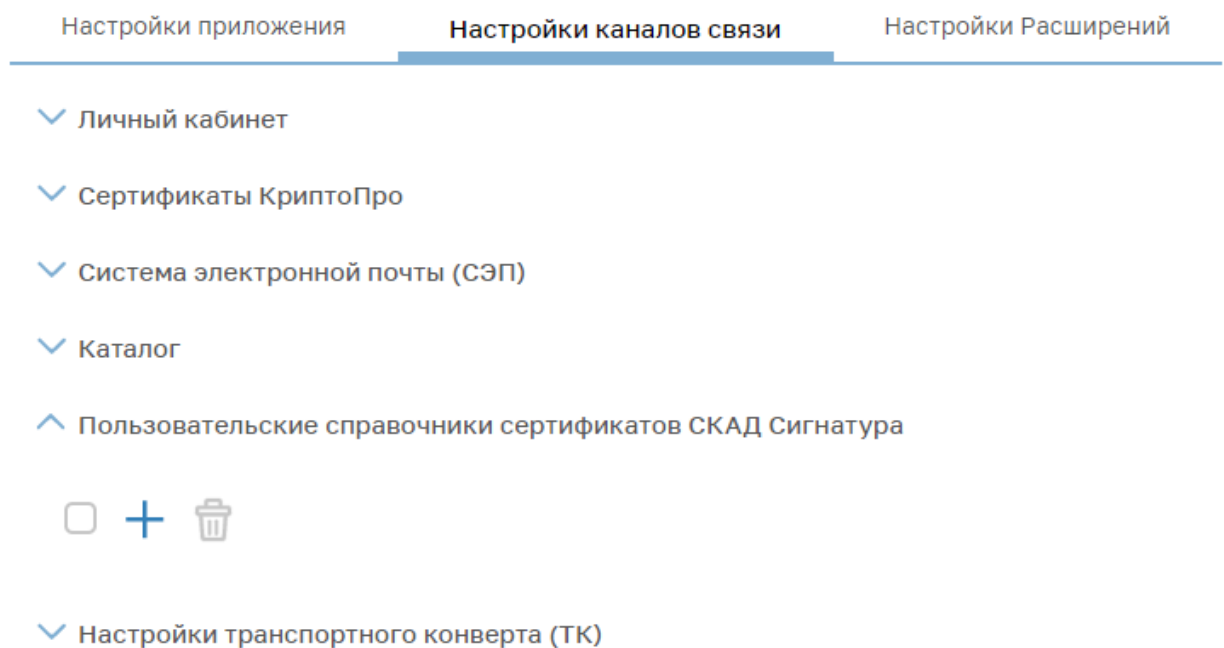 Настройки приложения
Настройки каналов связи
Настройки Расширений
Личный кабинет
Сертификаты КриптоПро
Система электронной почты (СЭП)
Каталог
Пользовательские справочники сертификатов СКАД Сигнатура
Настройки транспортного конверта (ТК)